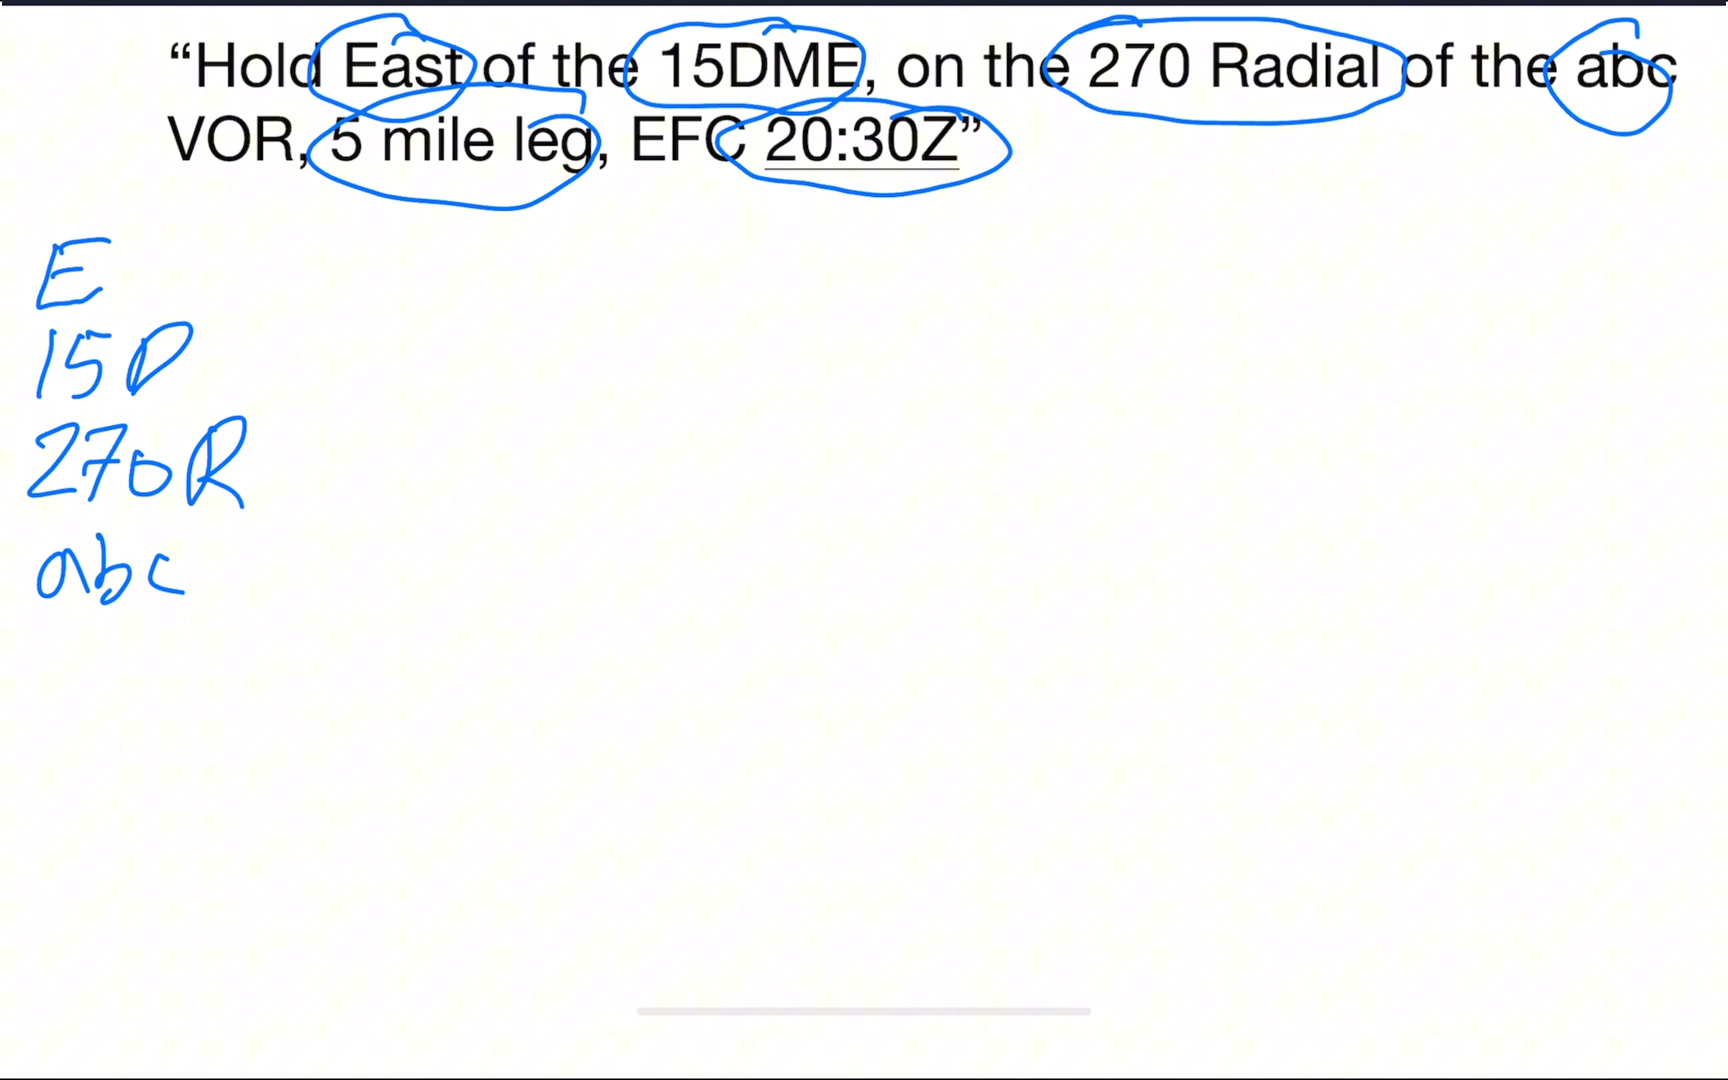 “Hold East of the 15DME, on the 270 Radial of the abc
VOR, 5 mile leg, EFC 20:30Z”
E
15D
270R
abc